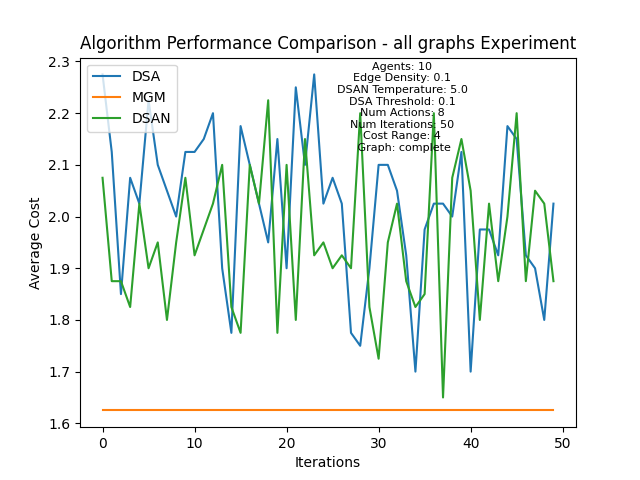 Algorithm Performance Comparison - all graphs Experiment
DSA
MGM
DSAN
Agents: 10
Edge Density: 0.1
DSAN Temperature: 5.0
DSA Threshold: 0.1
Num Actions: 8
Num Iterations: 50
Cost Range: 4
Graph: complete
Average Cost
2.3
2.2
2.1
2.0
1.9
1.8
1.7
1.6
0 10 20 30 40 50
Iterations